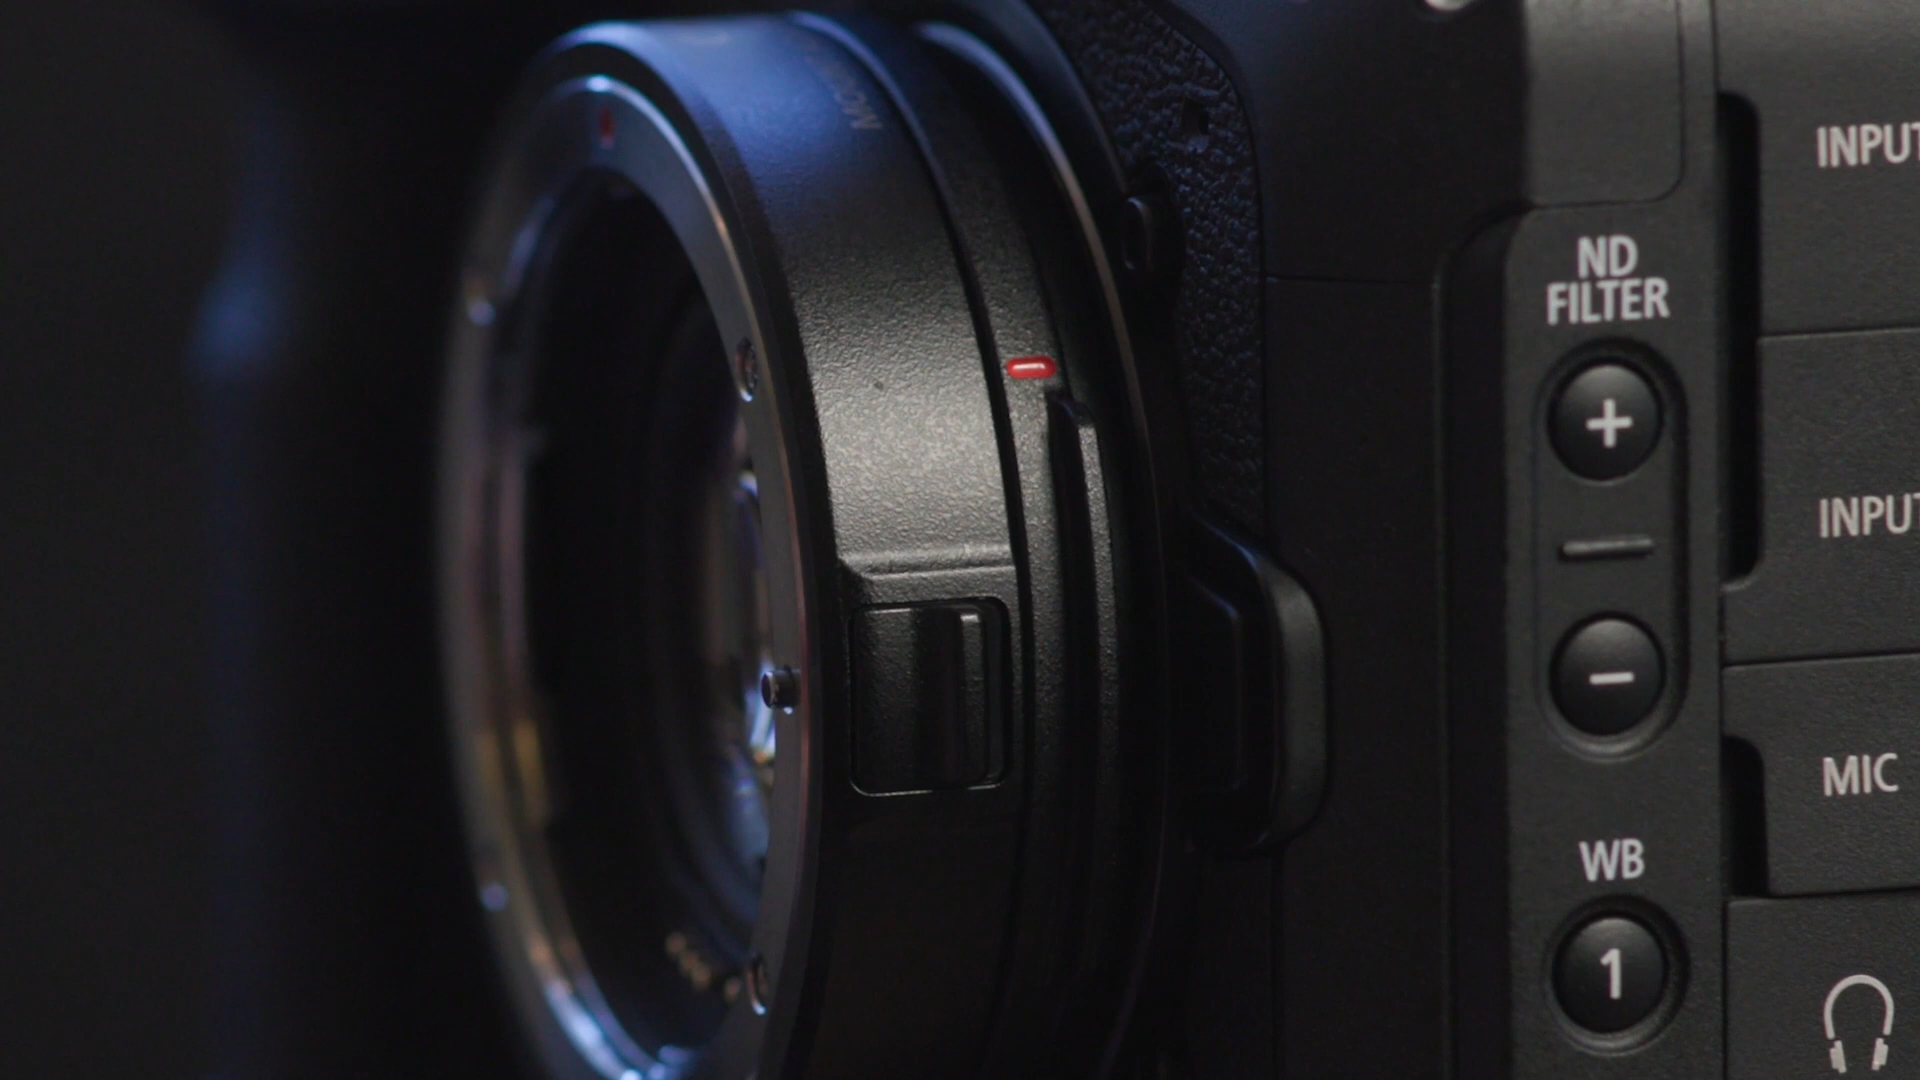 INPUT
ND
FILTER
+
INPUT
−
MIC
WB
1